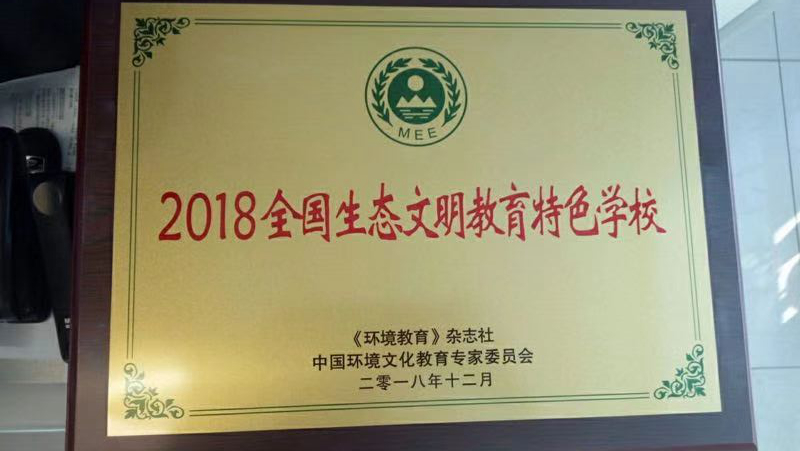 MEE
2018全国生态文明教育特色学校
《环境教育》杂志社
中国环境文化教育专家委员会
二零一八年十二月